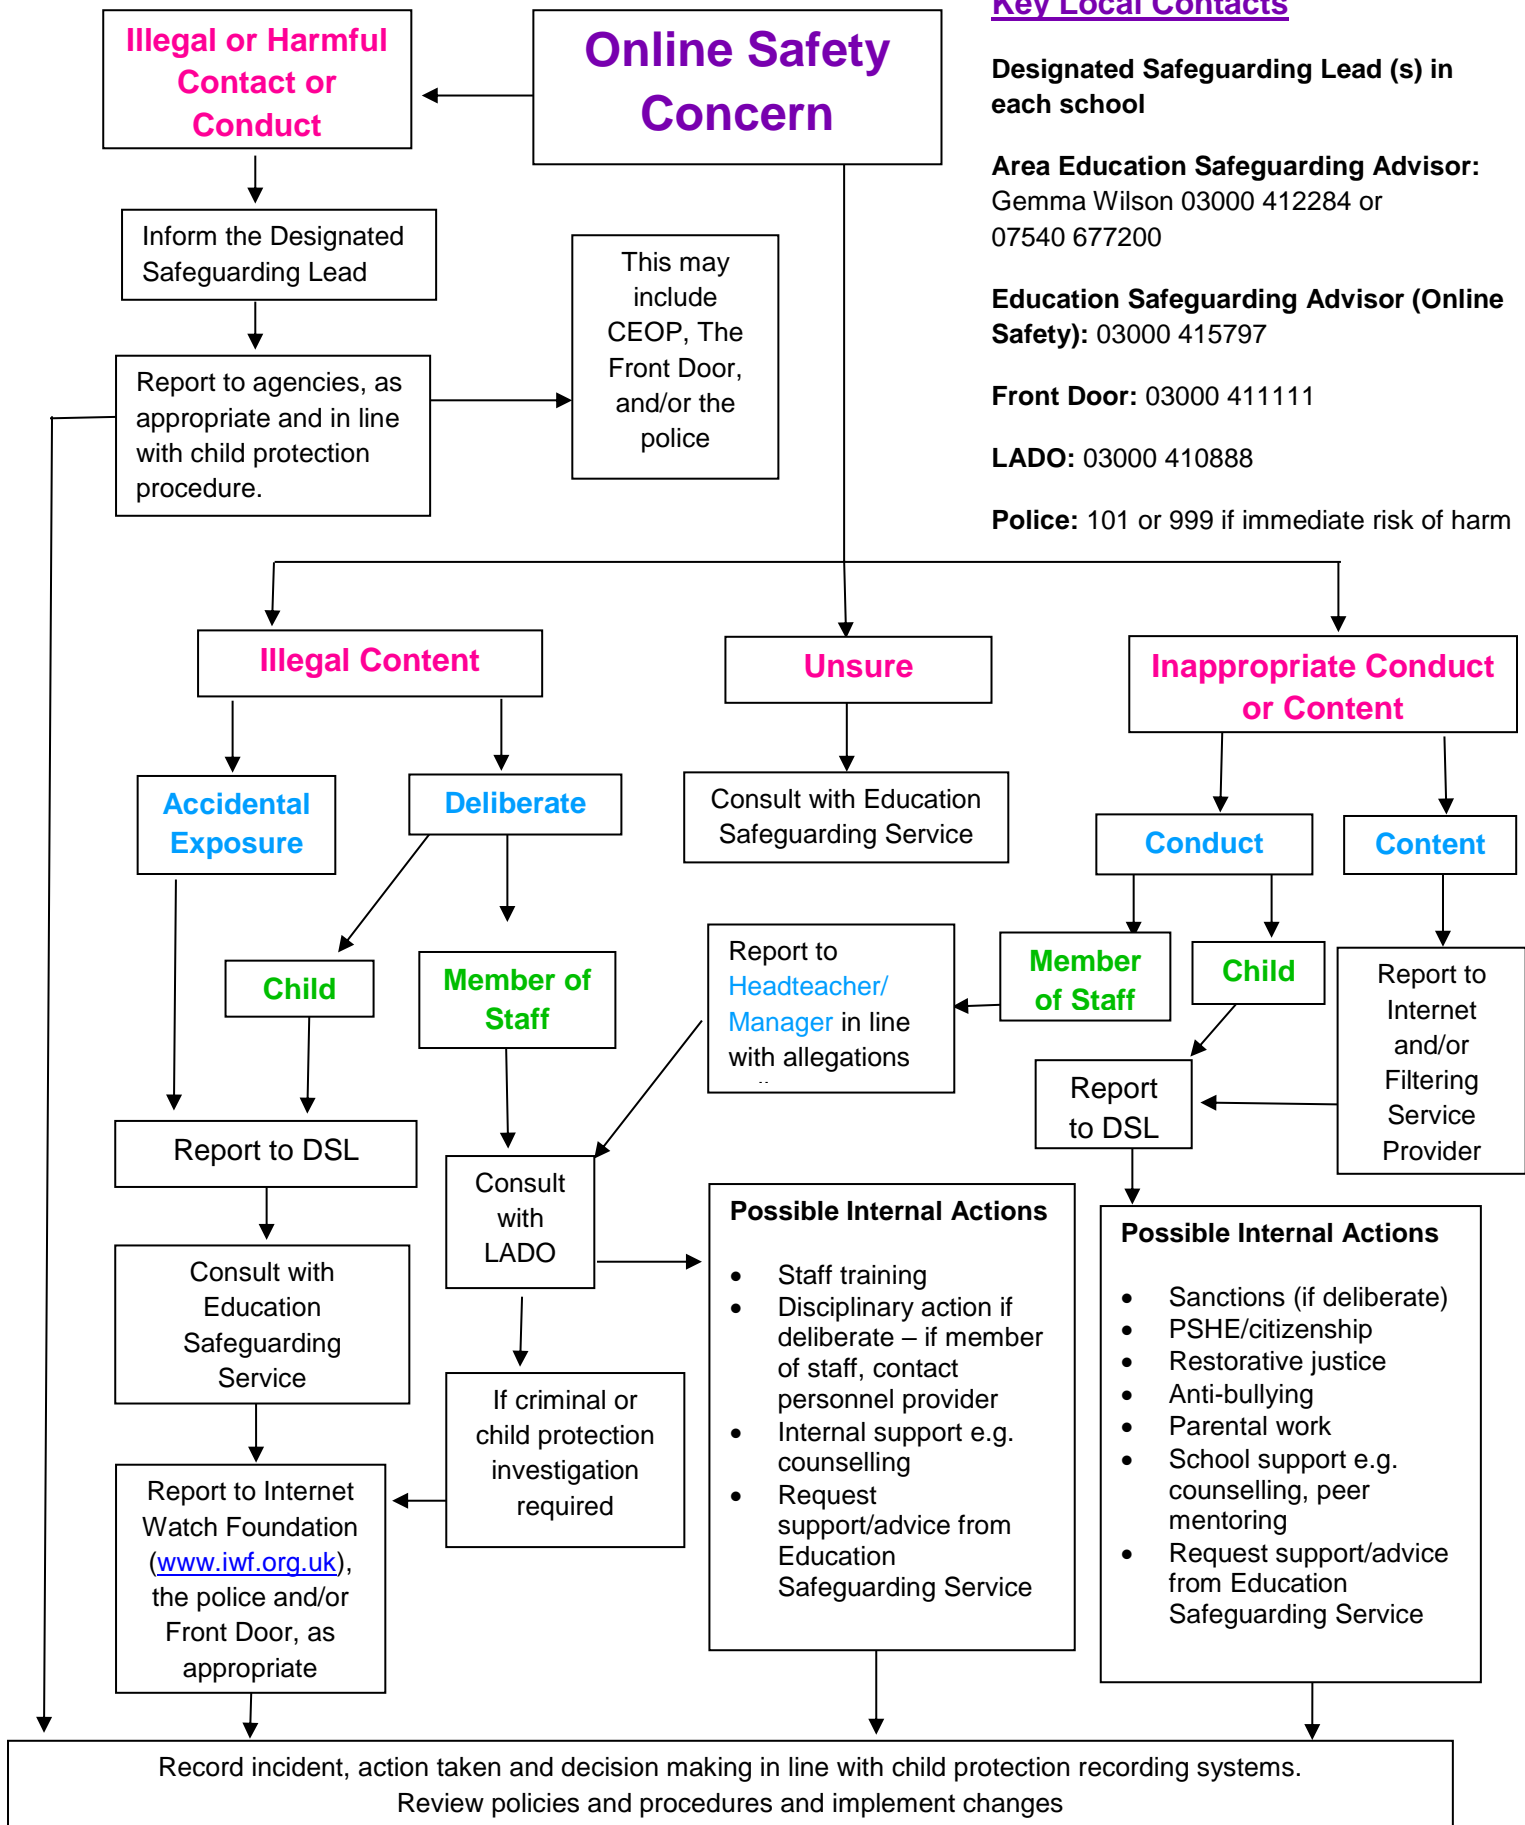 Key Local Contacts
Illegal or Harmful
Contact or
Conduct
Online Safety
Concern
Designated Safeguarding Lead (s) in
each school
Area Education Safeguarding Advisor:
Gemma Wilson 03000 412284 or
07540 677200
Education Safeguarding Advisor (Online
Safety): 03000 415797
Front Door: 03000 411111
LADO: 03000 410888
Police: 101 or 999 if immediate risk of harm
Inform the Designated
Safeguarding Lead
Report to agencies, as
appropriate and in line
with child protection
procedure.
This may
include
CEOP, The
Front Door,
and/or the
police
Illegal Content
Unsure
Inappropriate Conduct
or Content
Accidental
Exposure
Deliberate
Consult with Education
Safeguarding Service
Conduct
Content
Child
Member of
Staff
Report to
Headteacher/
Manager in line
with allegations
Member
of Staff
Child
Report to
Internet
and/or
Filtering
Service
Provider
Report to DSL
Report
to DSL
Consult
with
LADO
Consult with
Education
Safeguarding
Service
If criminal or
child protection
investigation
required
Report to Internet
Watch Foundation
(www.iwf.org.uk),
the police and/or
Front Door, as
appropriate
Possible Internal Actions
• Staff training
• Disciplinary action if
deliberate – if member
of staff, contact
personnel provider
• Internal support e.g.
counselling
• Request
support/advice from
Education
Safeguarding Service
Possible Internal Actions
• Sanctions (if deliberate)
• PSHE/citizenship
• Restorative justice
• Anti-bullying
• Parental work
• School support e.g.
counselling, peer
mentoring
• Request support/advice
from Education
Safeguarding Service
Record incident, action taken and decision making in line with child protection recording systems.
Review policies and procedures and implement changes